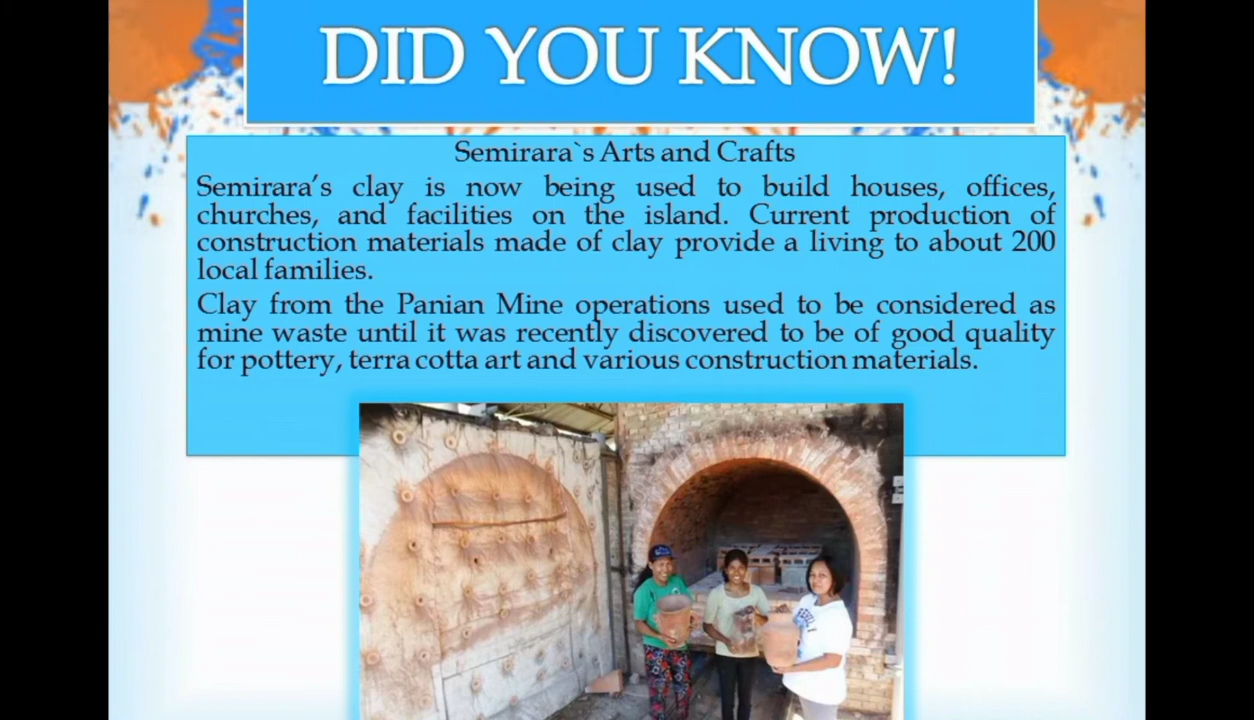 DID YOU KNOW!
Semirara`s Arts and Crafts
Semirara’s clay is now being used to build houses, offices,
churches, and facilities on the island. Current production of
construction materials made of clay provide a living to about 200
local families.
Clay from the Panian Mine operations used to be considered as
mine waste until it was recently discovered to be of good quality
for pottery, terra cotta art and various construction materials.